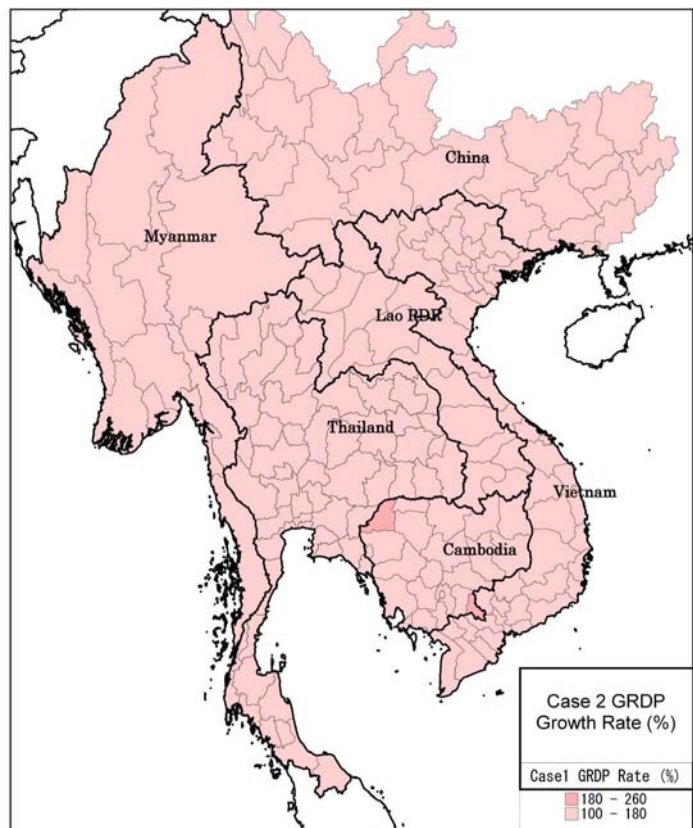 China
Myanmar
Lao PDR
Thailand
Vietnam
Cambodia
Case 2 GRDP
Growth Rate (%)
Case1 GRDP Rate (%)
180 - 260
100 - 180